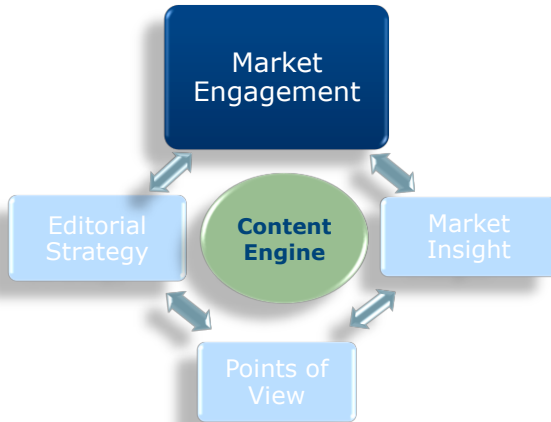 Market
Engagement
Editorial
Strategy
Content
Engine
Market
Insight
Points of
View